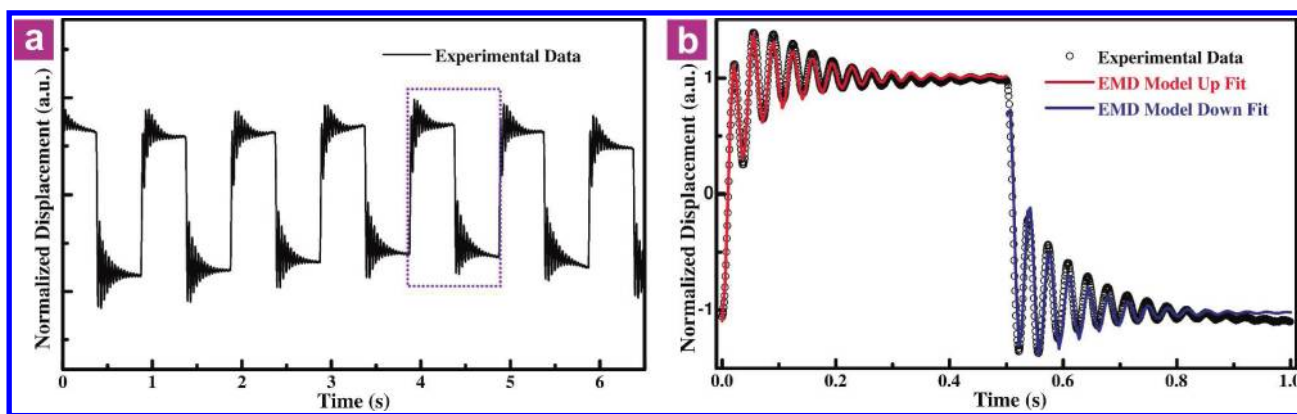 a
Experimental Data
Normalized Displacement (a.u.)
0 1 2 3 4 5 6
Time (s)
b
Experimental Data
EMD Model Up Fit
EMD Model Down Fit
Normalized Displacement (a.u.)
1
0
-1
0.0 0.2 0.4 0.6 0.8 1.0
Time (s)